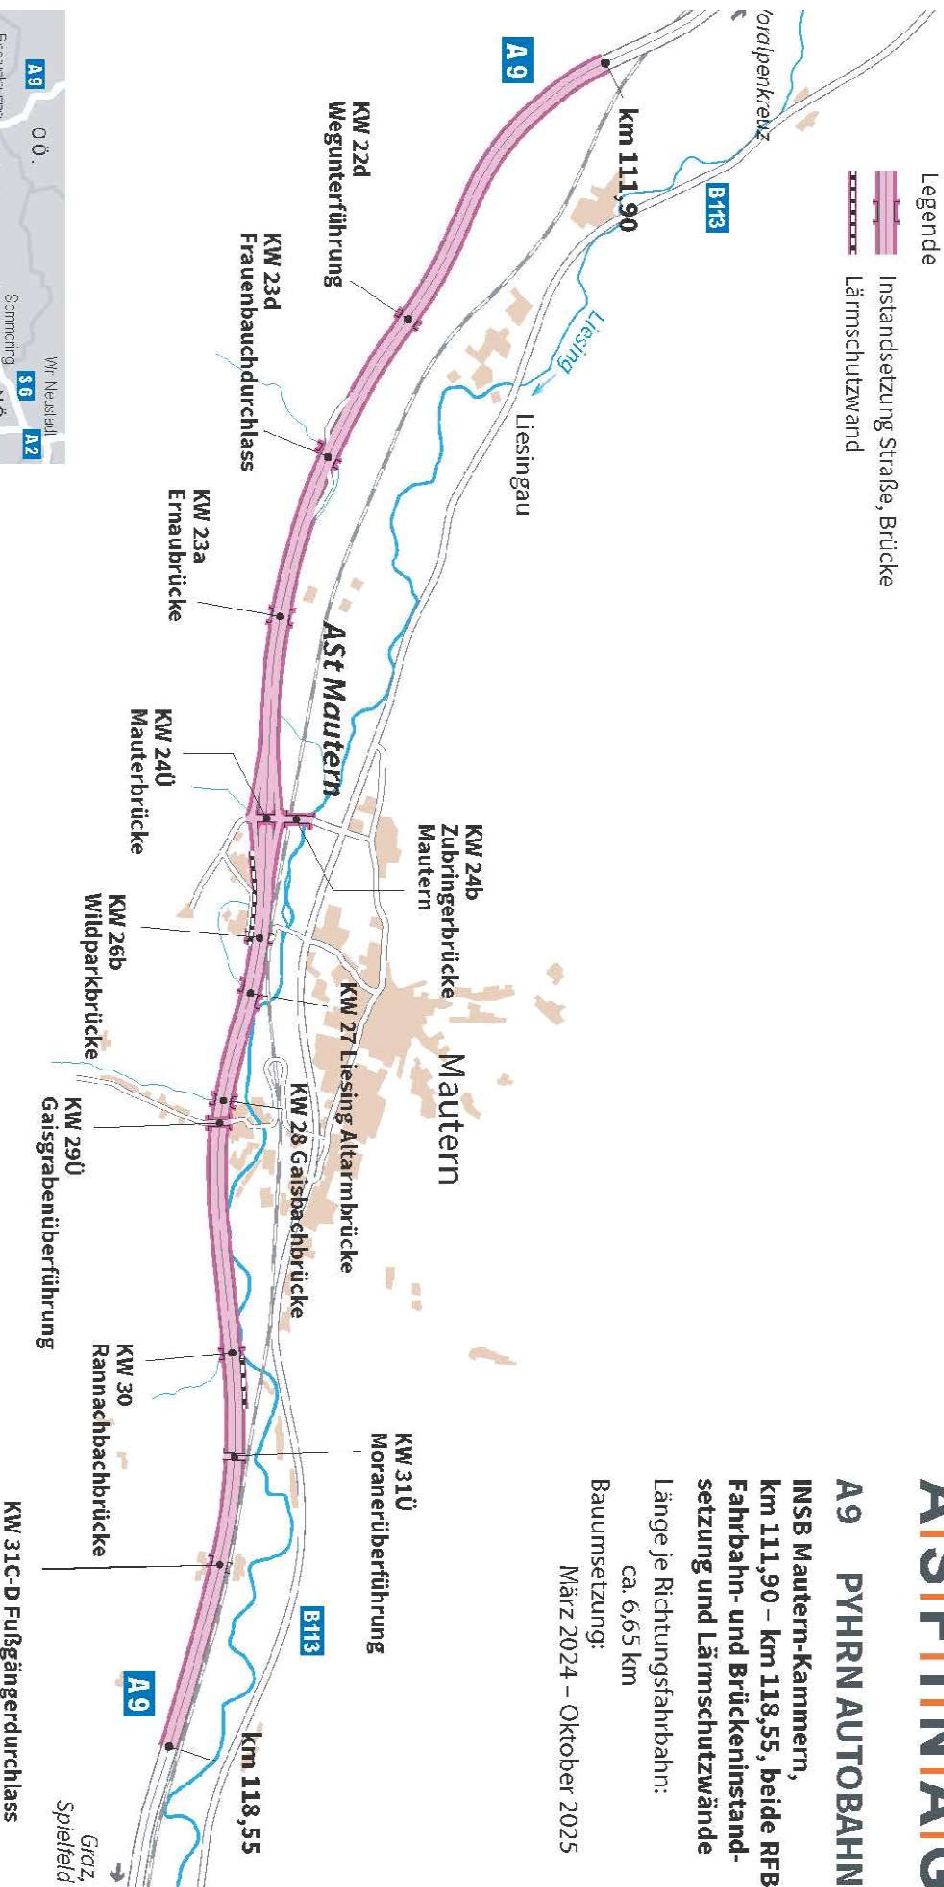 ASFINAG
A9 PYHRN AUTOBAHN
INSB Mautern-Kammern,
km 111,90 – km 118,55, beide RFB
Fahrbahn- und Brückeninstand-
setzung und Lärmschutzwände
Länge je Richtungsfahrbahn:
ca. 6,65 km
Bauumsetzung:
März 2024 – Oktober 2025
Legende
Instandsetzung Straße, Brücke
Lärmschutzwand
oralpenkreuz
B113
km 111,90
A9
Liesing
Liesingau
KW 22d
Wegunterführung
KW 23d
Frauenbauchdurchlass
KW 23a
Ernaubrücke
ASt Mautern
KW 24Ü
Mauterbrücke
KW 24b
Zubringerbrücke
Mautern
KW 26b
Wildparkbrücke
Mautern
KW 27 Liesing Altarmbrücke
KW 28 Gaisbachbrücke
KW 29Ü
Gaisgrabenüberführung
KW 30
Rannachbachbrücke
KW 31Ü
Moranerüberführung
B113
KW 31C-D Fußgängerdurchlass
A9
km 118,55
Graz,
Spielfeld
A9
OÖ.
Wr Neustadt
Semmering
S6
A2